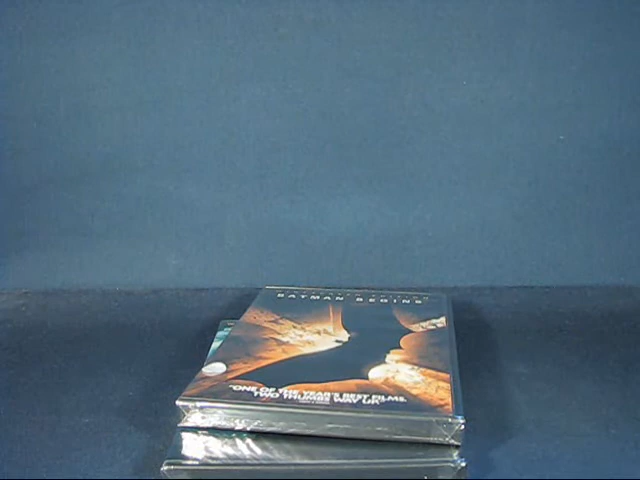 BATMAN BEGINS
"ONE OF THE YEAR'S BEST FILMS.
TWO THUMBS WAY UP."